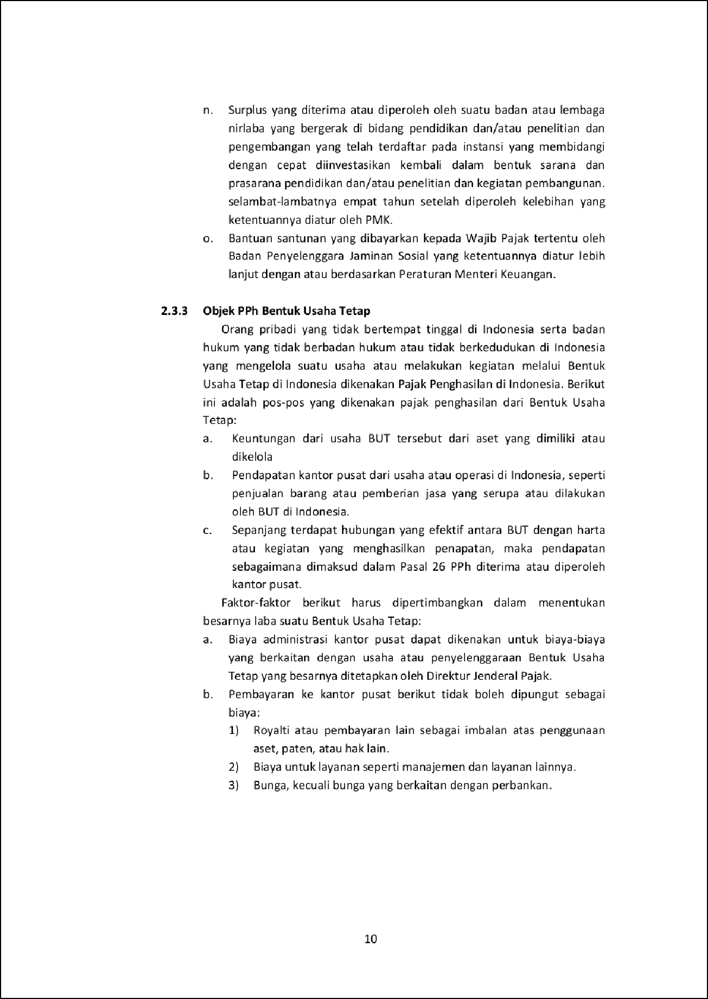 n. Surplus yang diterima atau diperoleh oleh suatu badan atau lembaga
nirlaba yang bergerak di bidang pendidikan dan/atau penelitian dan
pengembangan yang telah terdaftar pada instansi yang membidangi
dengan cepat diinvestasikan kembali dalam bentuk sarana dan
prasarana pendidikan dan/atau penelitian dan kegiatan pembangunan.
selambat-lambatnya empat tahun setelah diperoleh kelebihan yang
ketentuannya diatur oleh PMK.
o. Bantuan santunan yang dibayarkan kepada Wajib Pajak tertentu oleh
Badan Penyelenggara Jaminan Sosial yang ketentuannya diatur lebih
lanjut dengan atau berdasarkan Peraturan Menteri Keuangan.
2.3.3 Objek PPh Bentuk Usaha Tetap
Orang pribadi yang tidak bertempat tinggal di Indonesia serta badan
hukum yang tidak berbadan hukum atau tidak berkedudukan di Indonesia
yang mengelola suatu usaha atau melakukan kegiatan melalui Bentuk
Usaha Tetap di Indonesia dikenakan Pajak Penghasilan di Indonesia. Berikut
ini adalah pos-pos yang dikenakan pajak penghasilan dari Bentuk Usaha
Tetap:
a. Keuntungan dari usaha BUT tersebut dari aset yang dimiliki atau
dikelola
b. Pendapatan kantor pusat dari usaha atau operasi di Indonesia, seperti
penjualan barang atau pemberian jasa yang serupa atau dilakukan
oleh BUT di Indonesia.
c. Sepanjang terdapat hubungan yang efektif antara BUT dengan harta
atau kegiatan yang menghasilkan penapatan, maka pendapatan
sebagaimana dimaksud dalam Pasal 26 PPh diterima atau diperoleh
kantor pusat.
Faktor-faktor berikut harus dipertimbangkan dalam menentukan
besarnya laba suatu Bentuk Usaha Tetap:
a. Biaya administrasi kantor pusat dapat dikenakan untuk biaya-biaya
yang berkaitan dengan usaha atau penyelenggaraan Bentuk Usaha
Tetap yang besarnya ditetapkan oleh Direktur Jenderal Pajak.
b. Pembayaran ke kantor pusat berikut tidak boleh dipungut sebagai
biaya:
1) Royalti atau pembayaran lain sebagai imbalan atas penggunaan
aset, paten, atau hak lain.
2) Biaya untuk layanan seperti manajemen dan layanan lainnya.
3) Bunga, kecuali bunga yang berkaitan dengan perbankan.
10